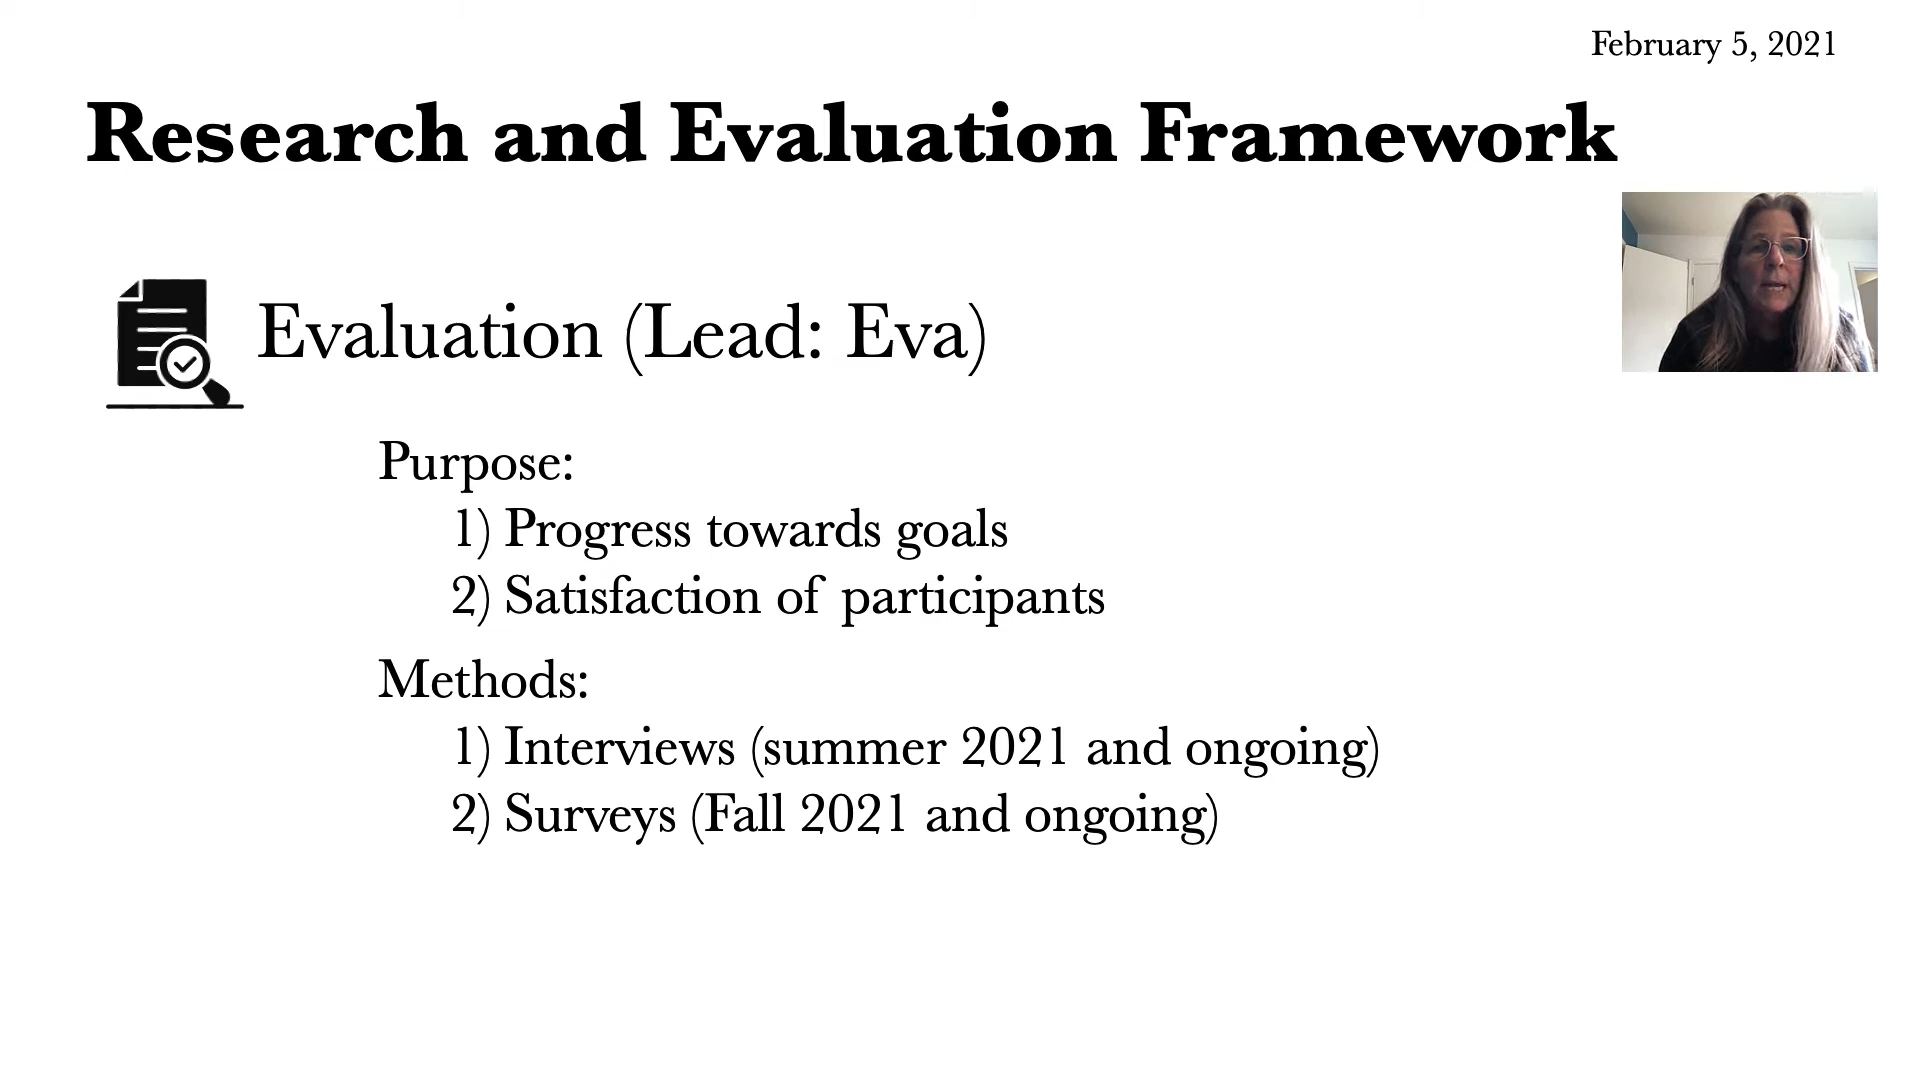 February 5, 2021
Research and Evaluation Framework
Evaluation (Lead: Eva)
Purpose:
1) Progress towards goals
2) Satisfaction of participants
Methods:
1) Interviews (summer 2021 and ongoing)
2) Surveys (Fall 2021 and ongoing)